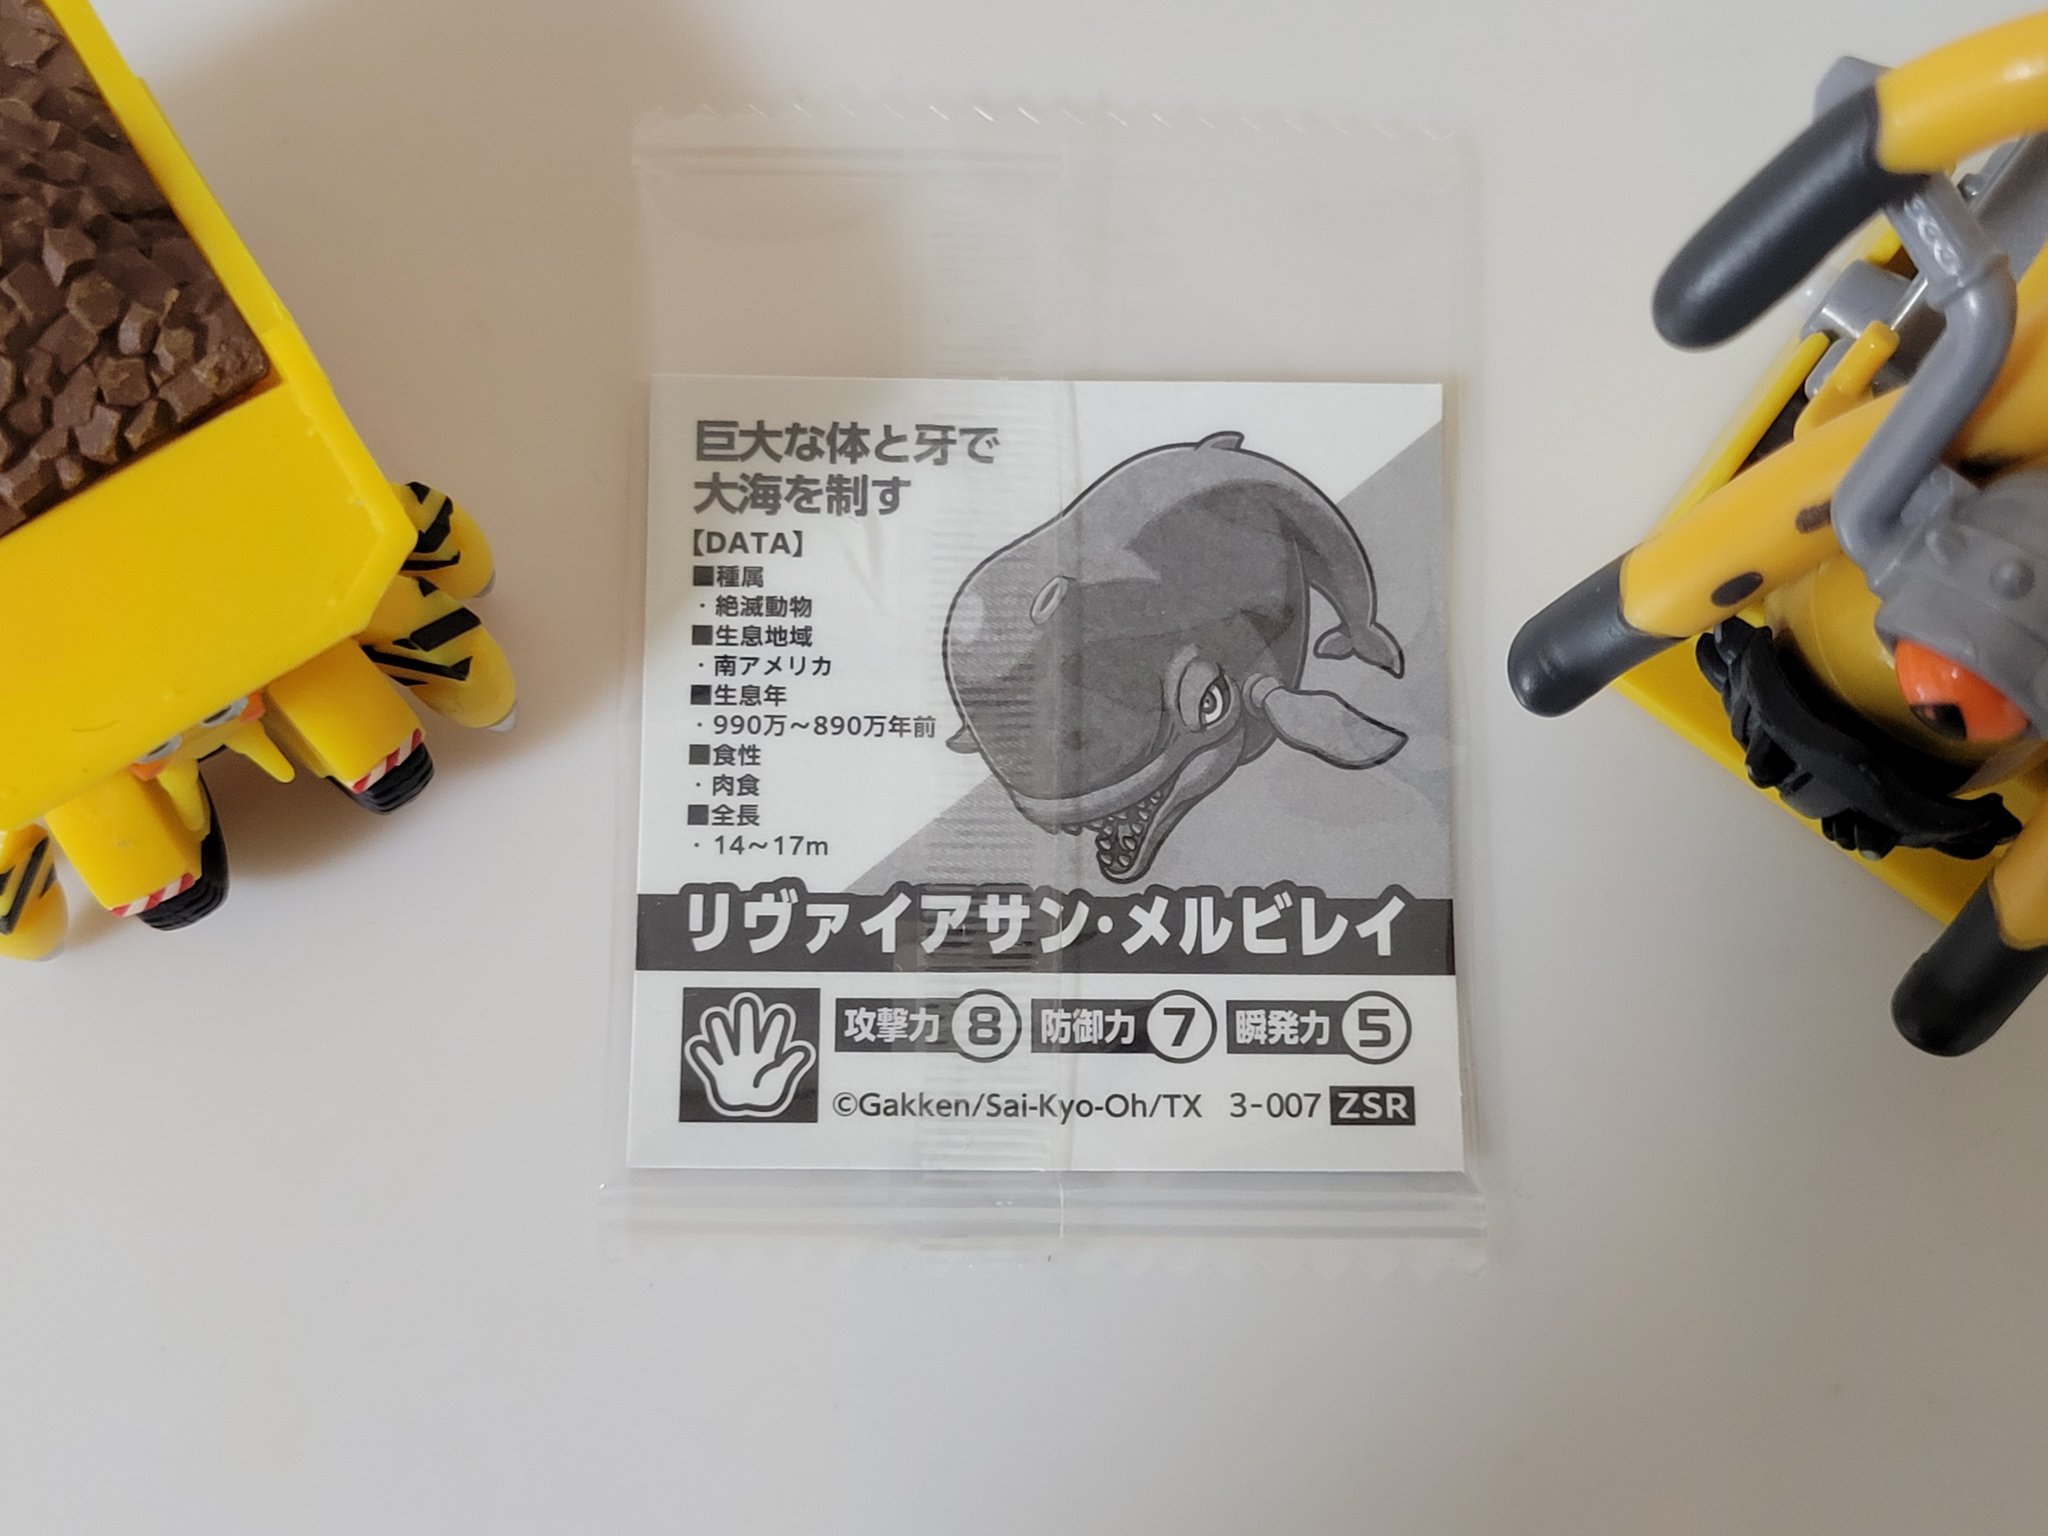 巨大な体と牙で
大海を制す
【DATA】
■種属
・絶滅動物
■生息地域
・南アメリカ
■生息年
・990万～890万年前
■食性
・肉食
■全長
・14～17m
リヴァイアサン・メルビレイ
攻撃力 8 防御力 7 瞬発力 5
©Gakken/Sai-Kyo-Oh/TX 3-007 ZSR